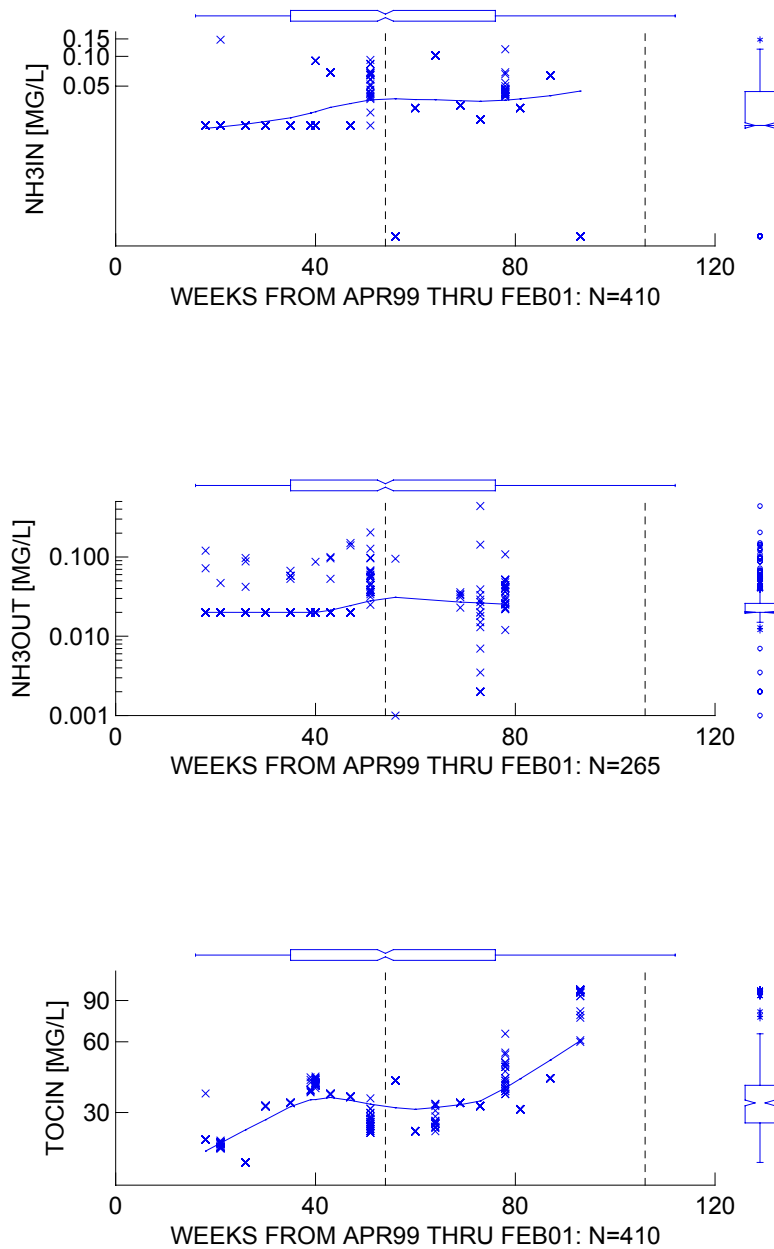 0.15
0.10
0.05
NH3IN [MG/L]
0 40 80 120
WEEKS FROM APR99 THRU FEB01: N=410
0.100
0.010
0.001
NH3OUT [MG/L]
0 40 80 120
WEEKS FROM APR99 THRU FEB01: N=265
90
60
30
TOCIN [MG/L]
0 40 80 120
WEEKS FROM APR99 THRU FEB01: N=410